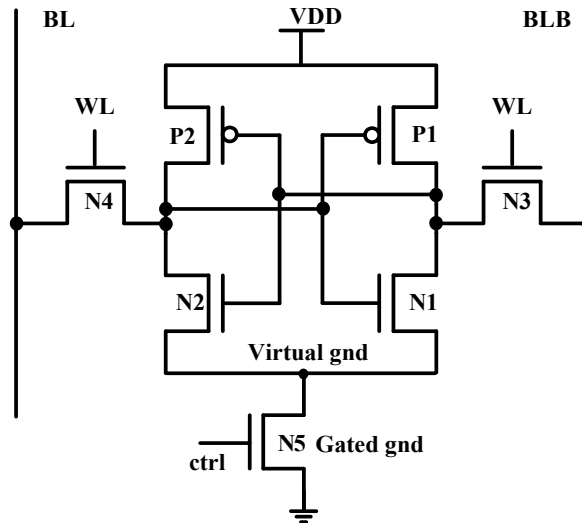 BL
VDD
BLB
WL
WL
P2
P1
N4
N3
N2
N1
Virtual gnd
N5 Gated gnd
ctrl